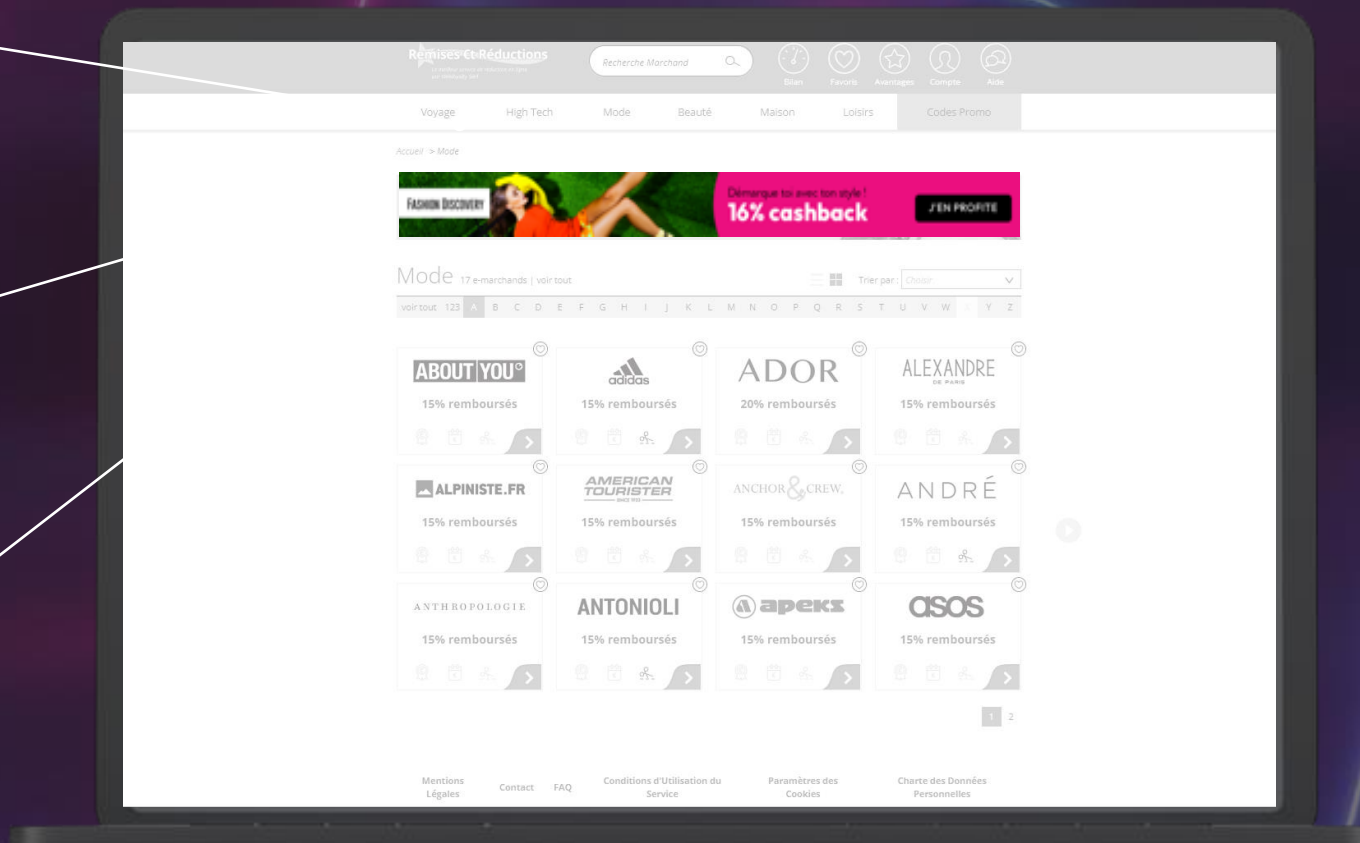 Remises Et Réductions
Recherche Marchand
Bilan Favoris Avantages Compte Aide
Voyage High Tech Mode Beauté Maison Loisirs Codes Promo
Accueil > Mode
FASHION DISCOVERY
Démarque toi avec ton style !
16% cashback
J'EN PROFITE
Mode 17 e-marchands | voir tout
Trier par : Choisir
voir tout 123 A B C D E F G H I J K L M N O P Q R S T U V W X Y Z
ABOUT YOU° adidas ADOR ALEXANDRE
DE PARIS
15% remboursés 15% remboursés 20% remboursés 15% remboursés
ALPINISTE.FR AMERICAN TOURISTER ANCHOR & CREW. ANDRÉ
SINCE 1933
15% remboursés 15% remboursés 15% remboursés 15% remboursés
ANTHROPOLOGIE ANTONIOLI apeks asos
15% remboursés 15% remboursés 15% remboursés 15% remboursés
1 2
Mentions Légales Contact FAQ Conditions d'Utilisation du Service Paramètres des Cookies Charte des Données Personnelles